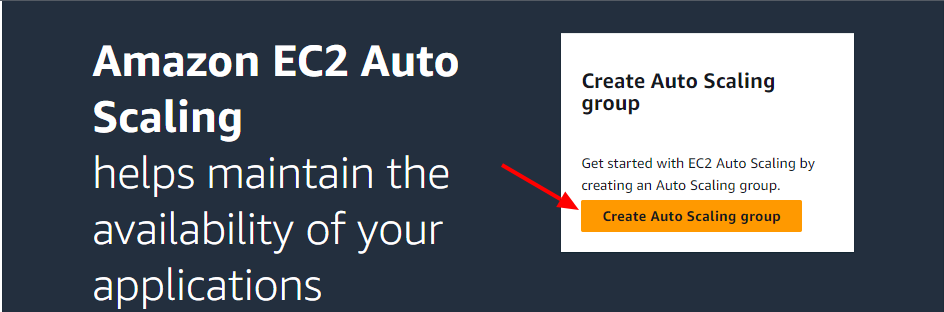 Amazon EC2 Auto
Scaling
helps maintain the
availability of your
applications
Create Auto Scaling
group
Get started with EC2 Auto Scaling by
creating an Auto Scaling group.
Create Auto Scaling group